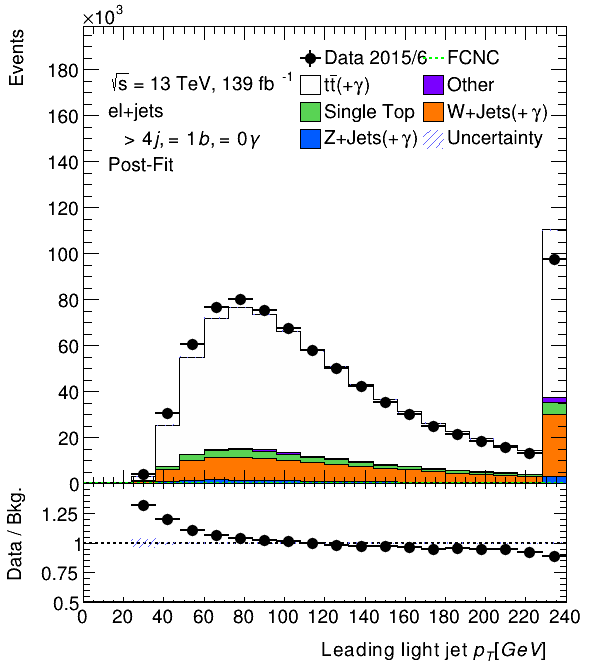 ×10³
Events
180
160
140
120
100
80
60
40
20
0
√s = 13 TeV, 139 fb⁻¹
el+jets
> 4j, = 1b, = 0γ
Post-Fit
Data 2015/6 FCNC
tt̄(+γ) Other
Single Top W+Jets(+γ)
Z+Jets(+γ) Uncertainty
Data / Bkg.
1.25
1
0.75
0.5
0 20 40 60 80 100 120 140 160 180 200 220 240
Leading light jet p_T[GeV]